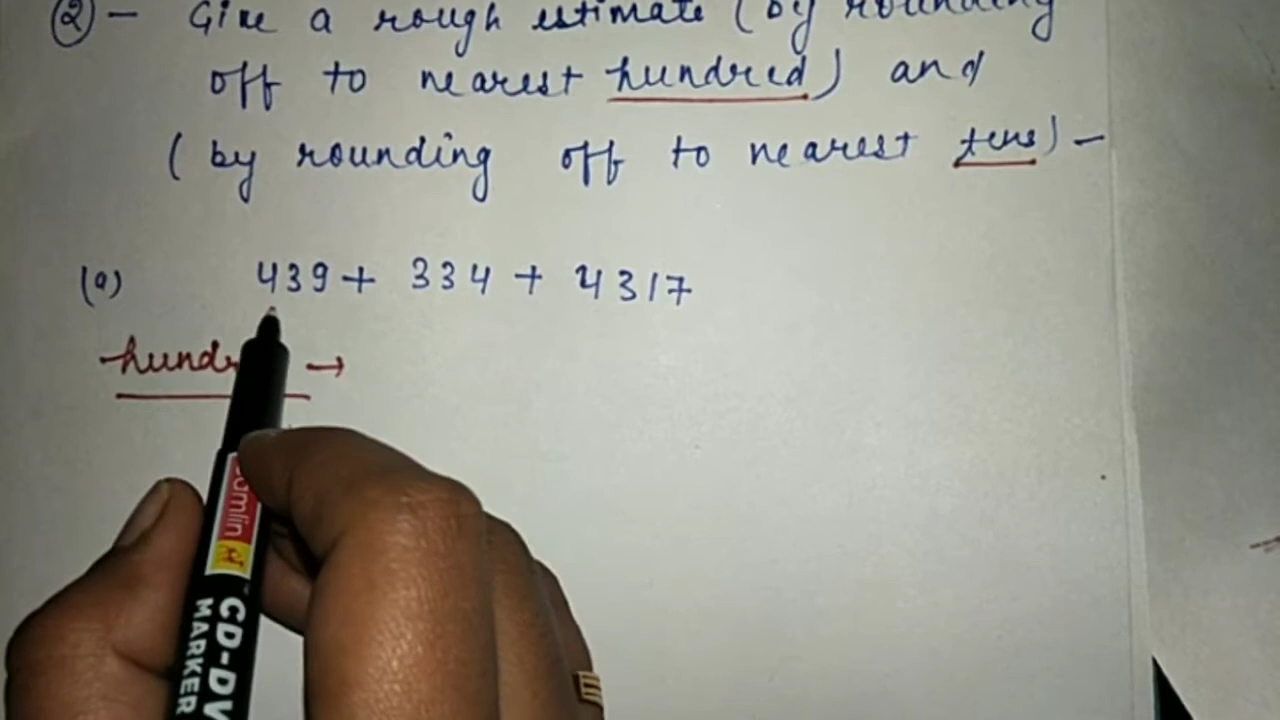 ② - Give a rough estimate (by rounding
off to nearest hundred) and
(by rounding off to nearest tens) -
(a) 439 + 334 + 4317
→
CD-DV
MARKER